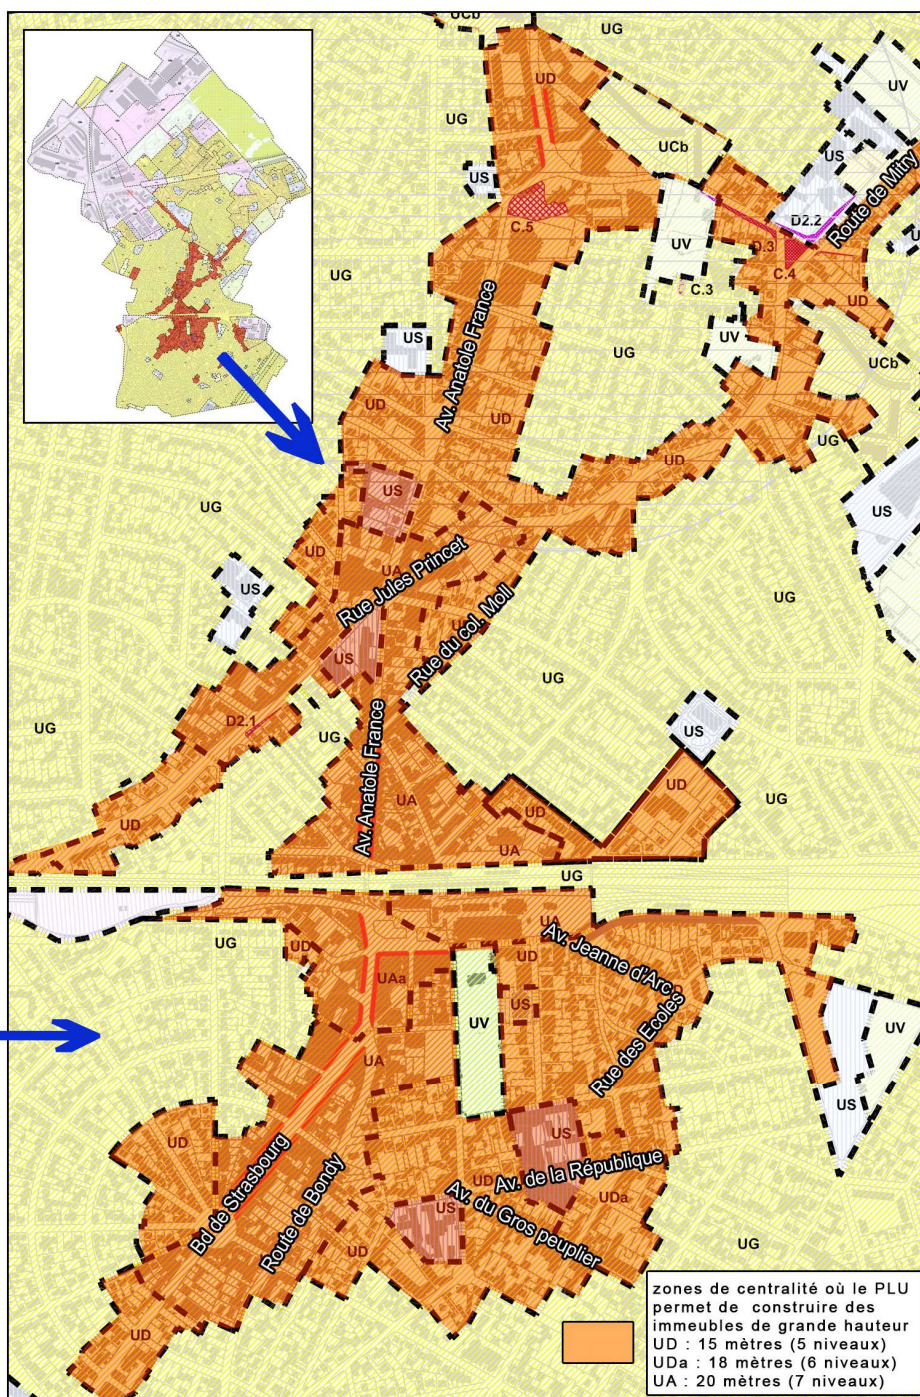 UCb
UG
UD
UV
UG
UCb
US
US
Route de Mitry
D2.2
C.5
UV
D.3
C.4
UG
C.3
UD
Av. Anatole France
UG
UV
US
UCb
UD
UD
UG
UD
US
UG
US
UD
UA
Rue Jules Princet
US
UG
Rue du col. Moll
US
UG
D2.1
US
UG
UG
Av. Anatole France
UD
UG
UA
UD
UD
UA
UG
UA
UG
UD
Av. Jeanne d'Arc
UD
UAa
US
Rue des Ecoles
UV
UV
UA
US
US
UD
Bd de Strasbourg
Route de Bondy
UD
Av. de la République
UDa
Av. du Gros peuplier
US
UD
UG
UD
zones de centralité où le PLU
permet de construire des
immeubles de grande hauteur
UD : 15 mètres (5 niveaux)
UDa : 18 mètres (6 niveaux)
UA : 20 mètres (7 niveaux)